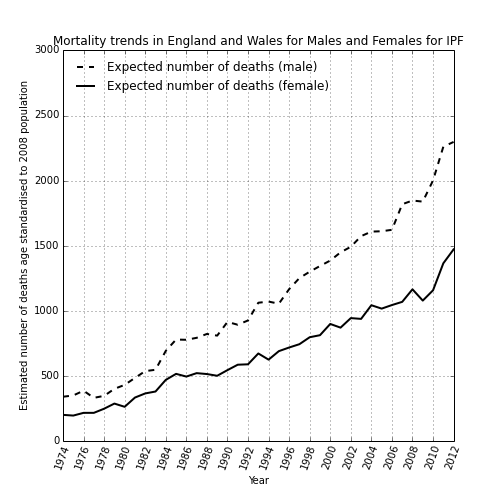 Mortality trends in England and Wales for Males and Females for IPF
3000
Expected number of deaths (male)
Expected number of deaths (female)
2500
2000
1500
1000
500
0
Estimated number of deaths age standardised to 2008 population
1974 1976 1978 1980 1982 1984 1986 1988 1990 1992 1994 1996 1998 2000 2002 2004 2006 2008 2010 2012
Year